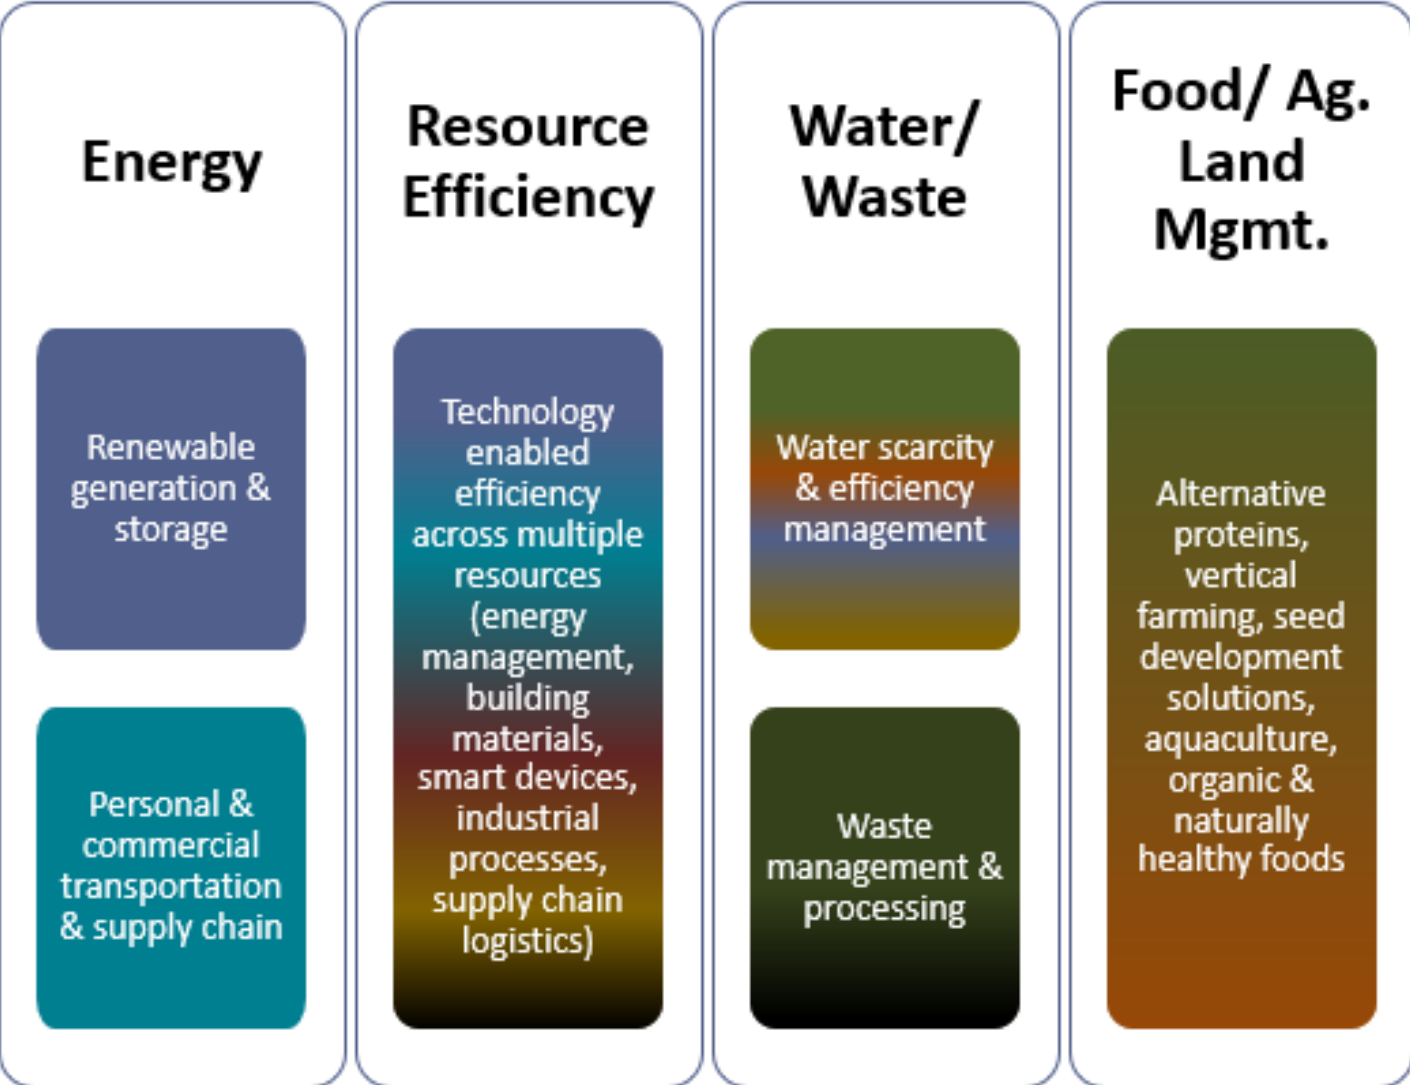 Energy
Renewable
generation &
storage
Personal &
commercial
transportation
& supply chain
Resource
Efficiency
Technology
enabled
efficiency
across multiple
resources
(energy
management,
building
materials,
smart devices,
industrial
processes,
supply chain
logistics)
Water/
Waste
Water scarcity
& efficiency
management
Waste
management &
processing
Food/ Ag.
Land
Mgmt.
Alternative
proteins,
vertical
farming, seed
development
solutions,
aquaculture,
organic &
naturally
healthy foods